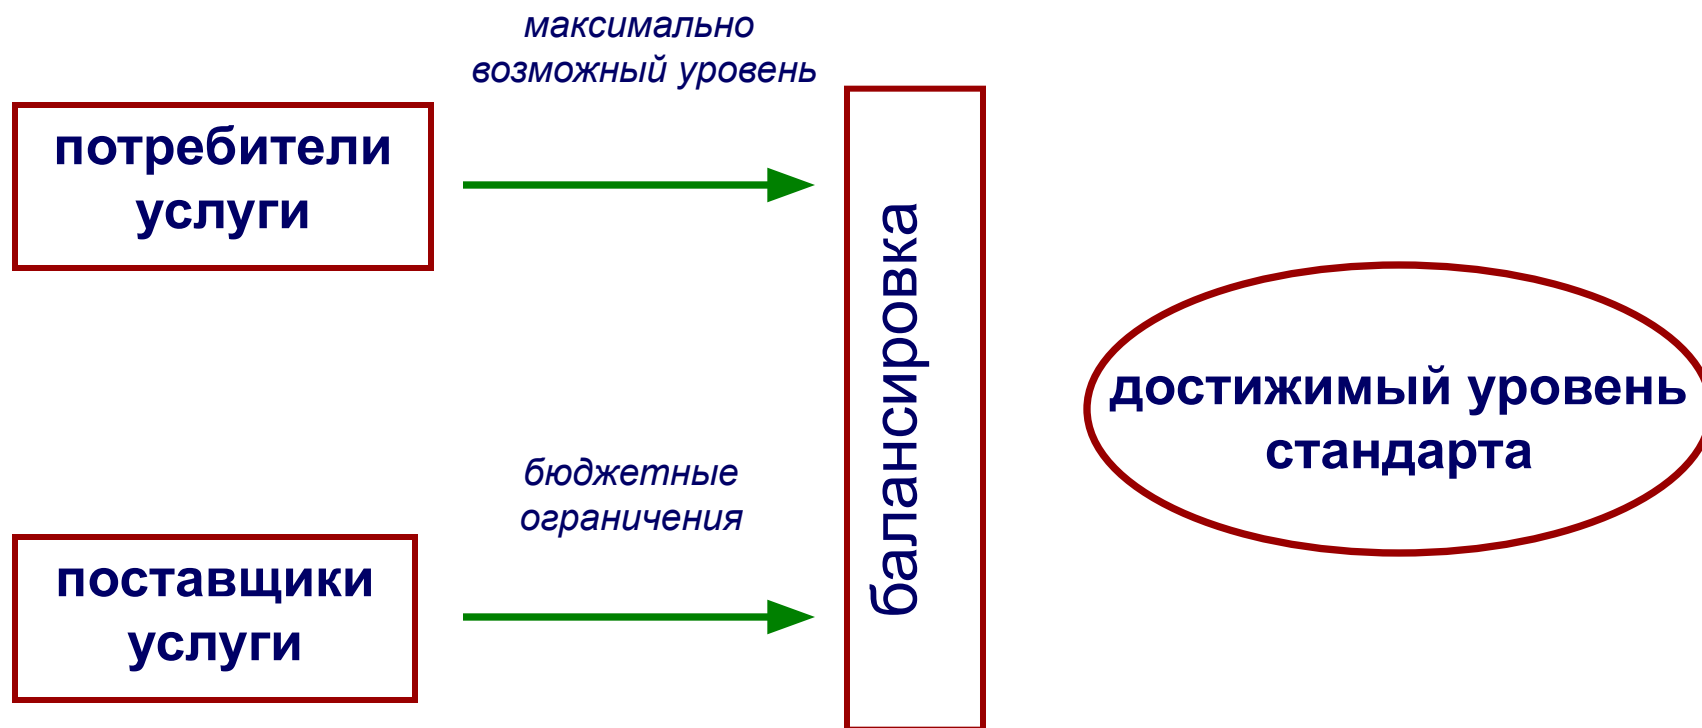 максимально
возможный уровень
потребители
услуги
балансировка
достижимый уровень
стандарта
бюджетные
ограничения
поставщики
услуги